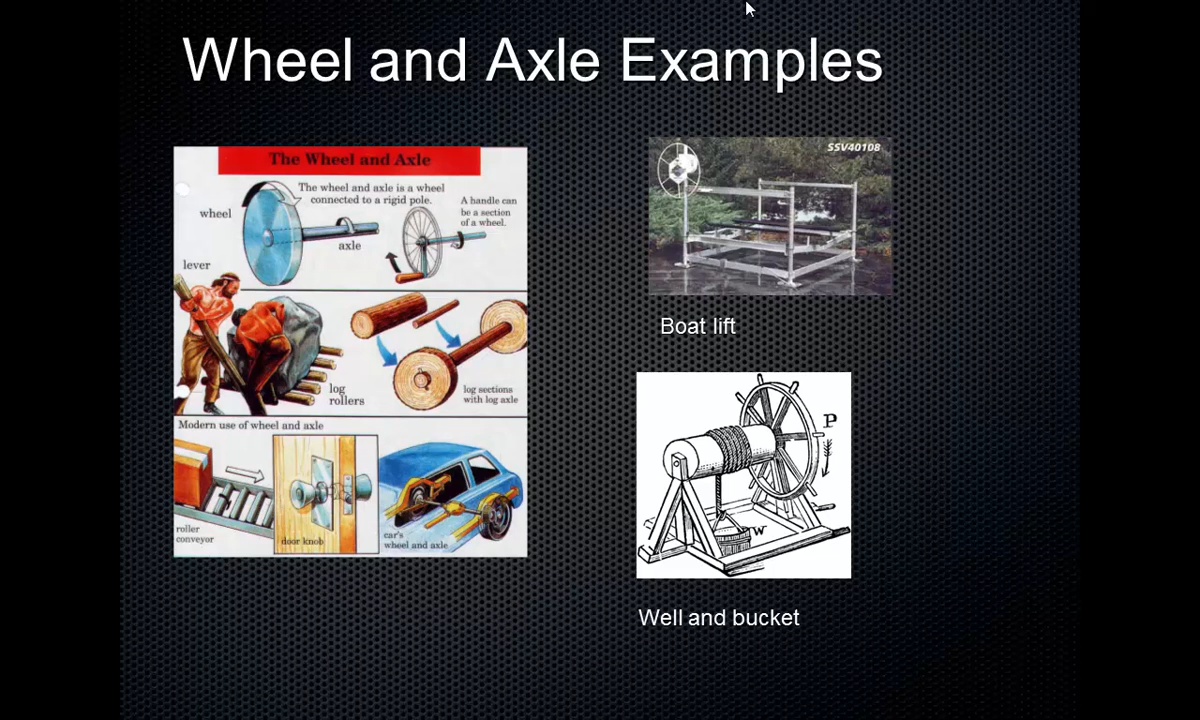 Wheel and Axle Examples
The Wheel and Axle
The wheel and axle is a wheel
connected to a rigid pole.
wheel
axle
A handle can
be a section
of a wheel.
lever
log
rollers
log sections
with log axle
Modern use of wheel and axle
roller
conveyor
door knob
car's
wheel and axle
SSV40108
Boat lift
P
W
Well and bucket